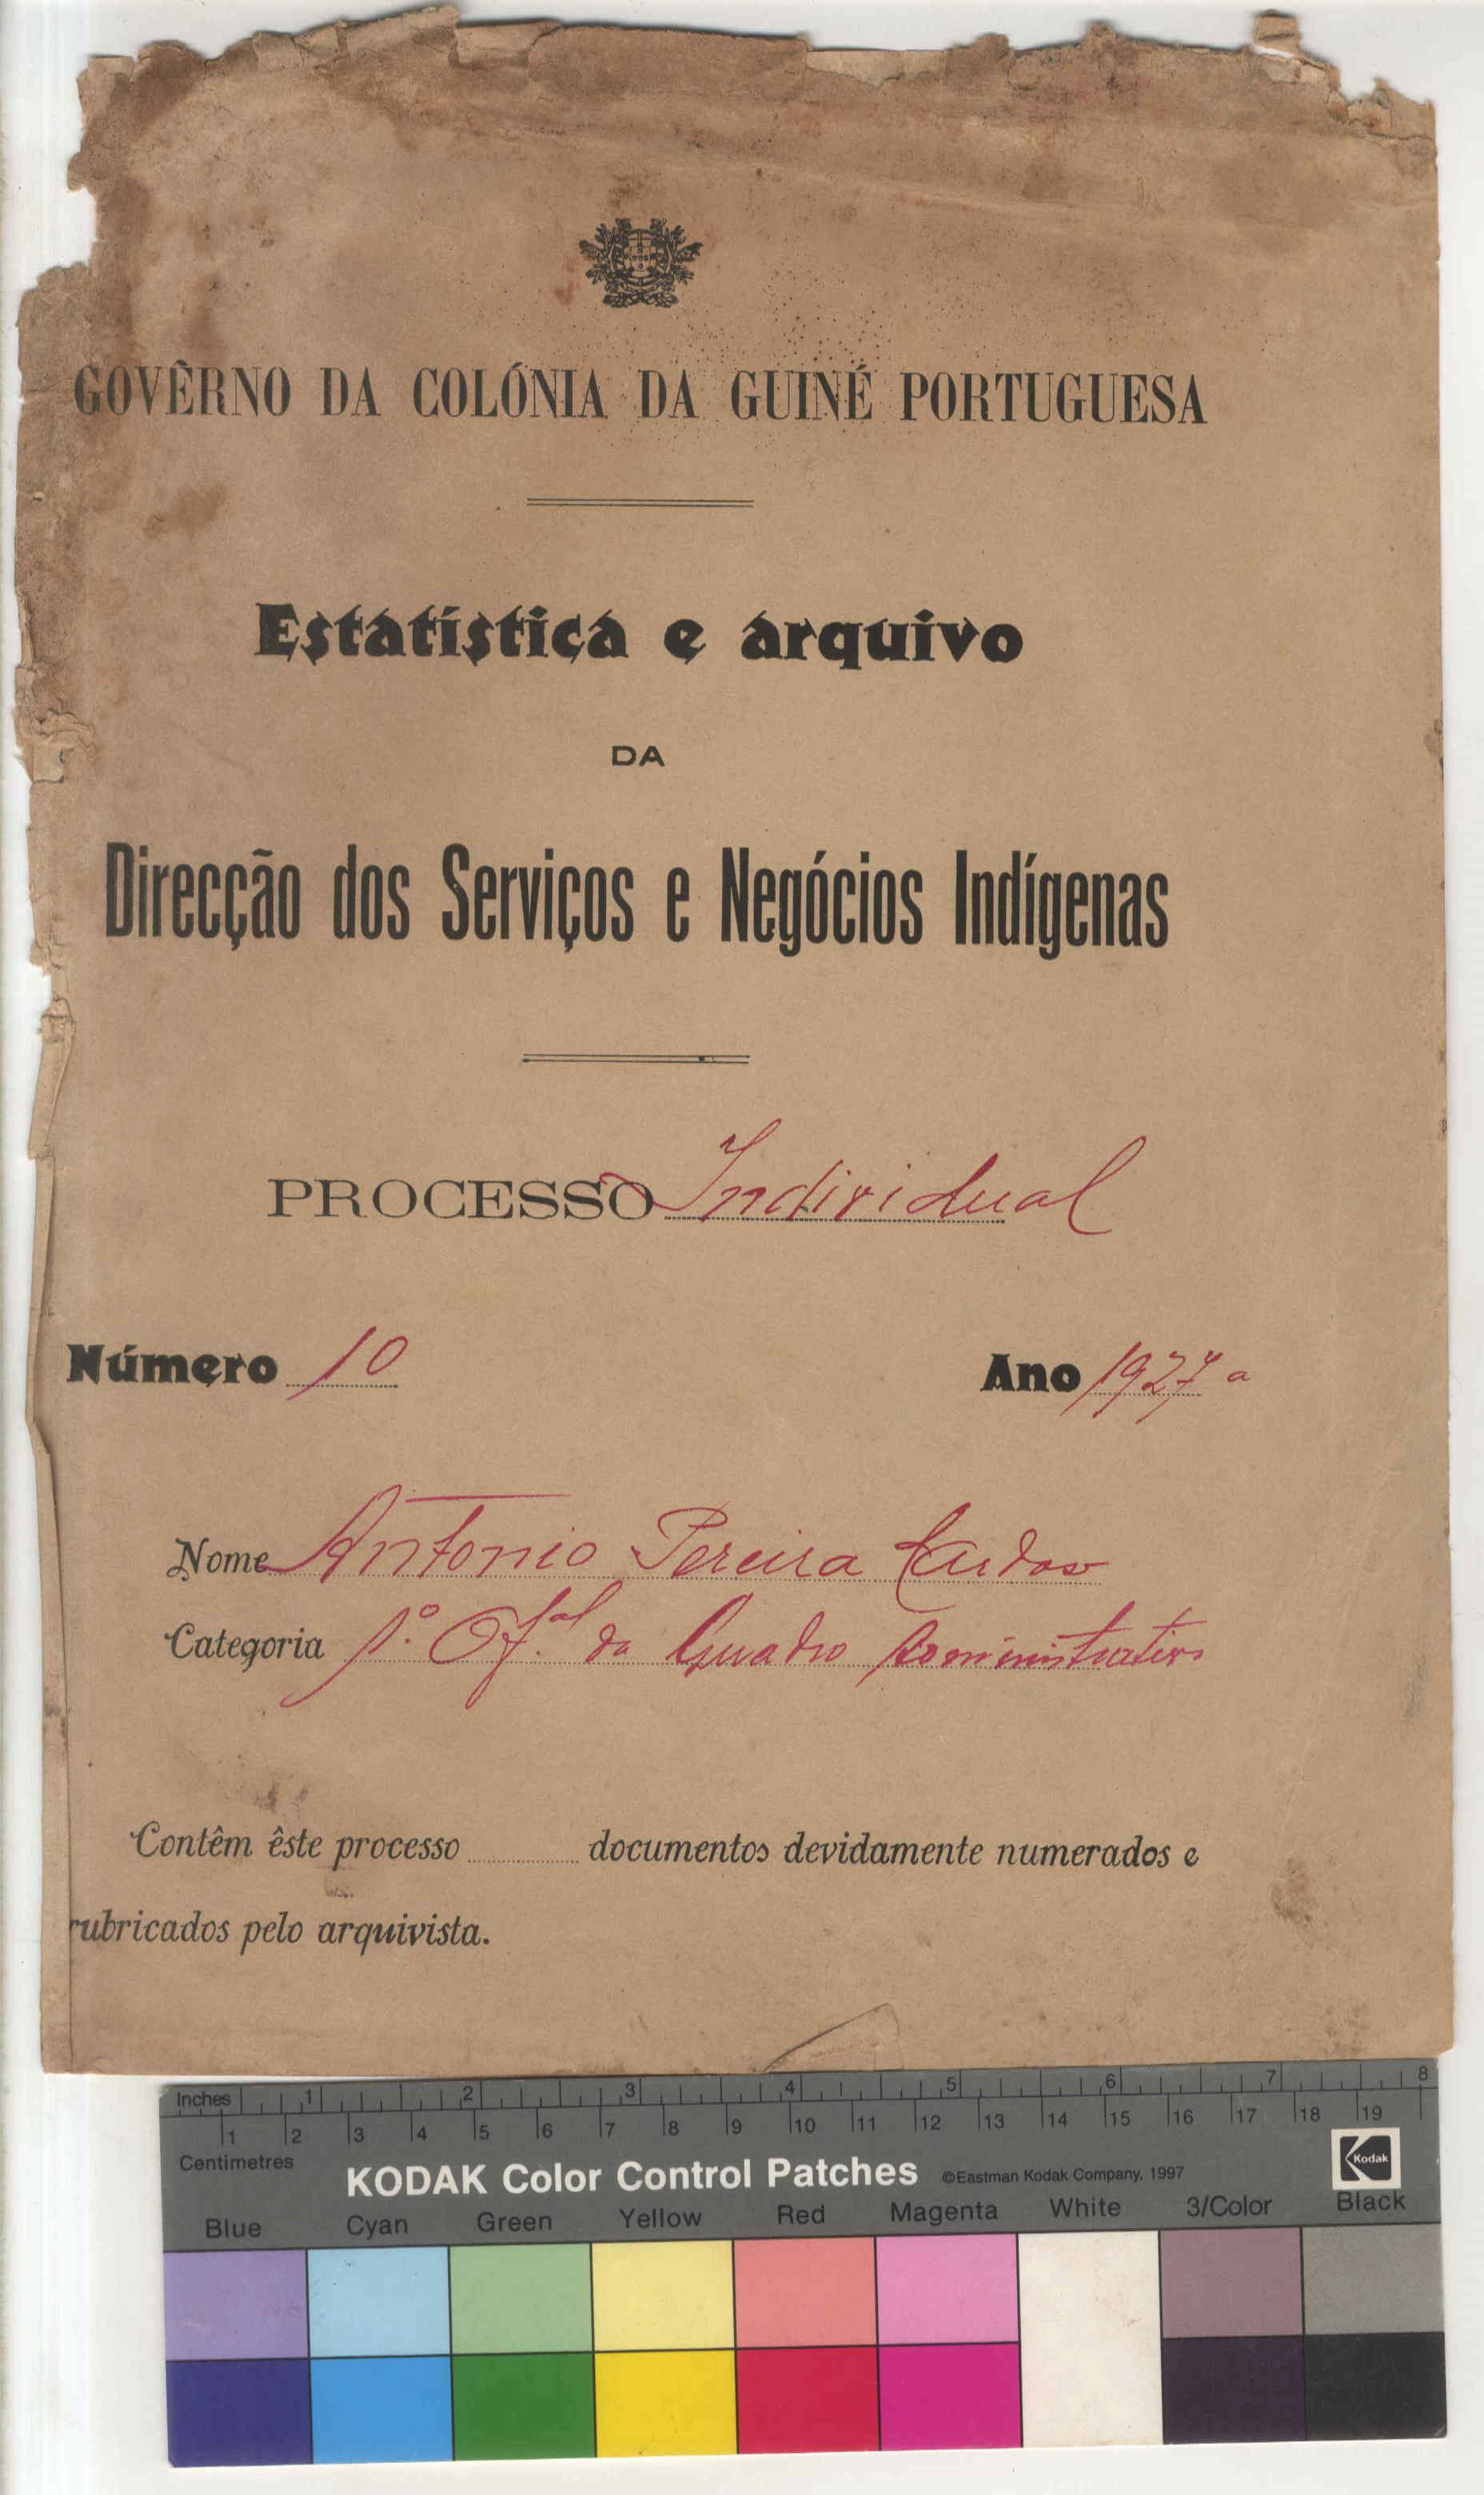 GOVÊRNO DA COLÓNIA DA GUINÉ PORTUGUESA
Estatística e arquivo
DA
Direcção dos Serviços e Negócios Indígenas
PROCESSO Individual
Número 10 Ano 1927 a
Nome Antonio Pereira Cardoso
Categoria 1.º Of.al do Quadro Administrativo
Contêm êste processo documentos devidamente numerados e
rubricados pelo arquivista.
Inches 1 2 3 4 5 6 7 8
1 2 3 4 5 6 7 8 9 10 11 12 13 14 15 16 17 18 19
Centimetres
KODAK Color Control Patches ©Eastman Kodak Company, 1997 Kodak
Blue Cyan Green Yellow Red Magenta White 3/Color Black